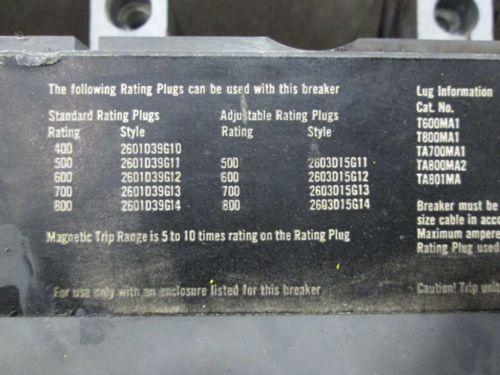 The following Rating Plugs can be used with this breaker
Standard Rating Plugs Adjustable Rating Plugs
Rating Style Rating Style
400 2601D39G10
500 2601D39G11 500 2603D15G11
600 2601D39G12 600 2603D15G12
700 2601D39G13 700 2603D15G13
800 2601D39G14 800 2603D15G14
Magnetic Trip Range is 5 to 10 times rating on the Rating Plug
For use only with an enclosure listed for this breaker
Lug Information
Cat. No.
T600MA1
T800MA1
TA700MA1
TA800MA2
TA801MA
Breaker must be
size cable in acco
Maximum ampere
Rating Plug used
Caution! Trip unit